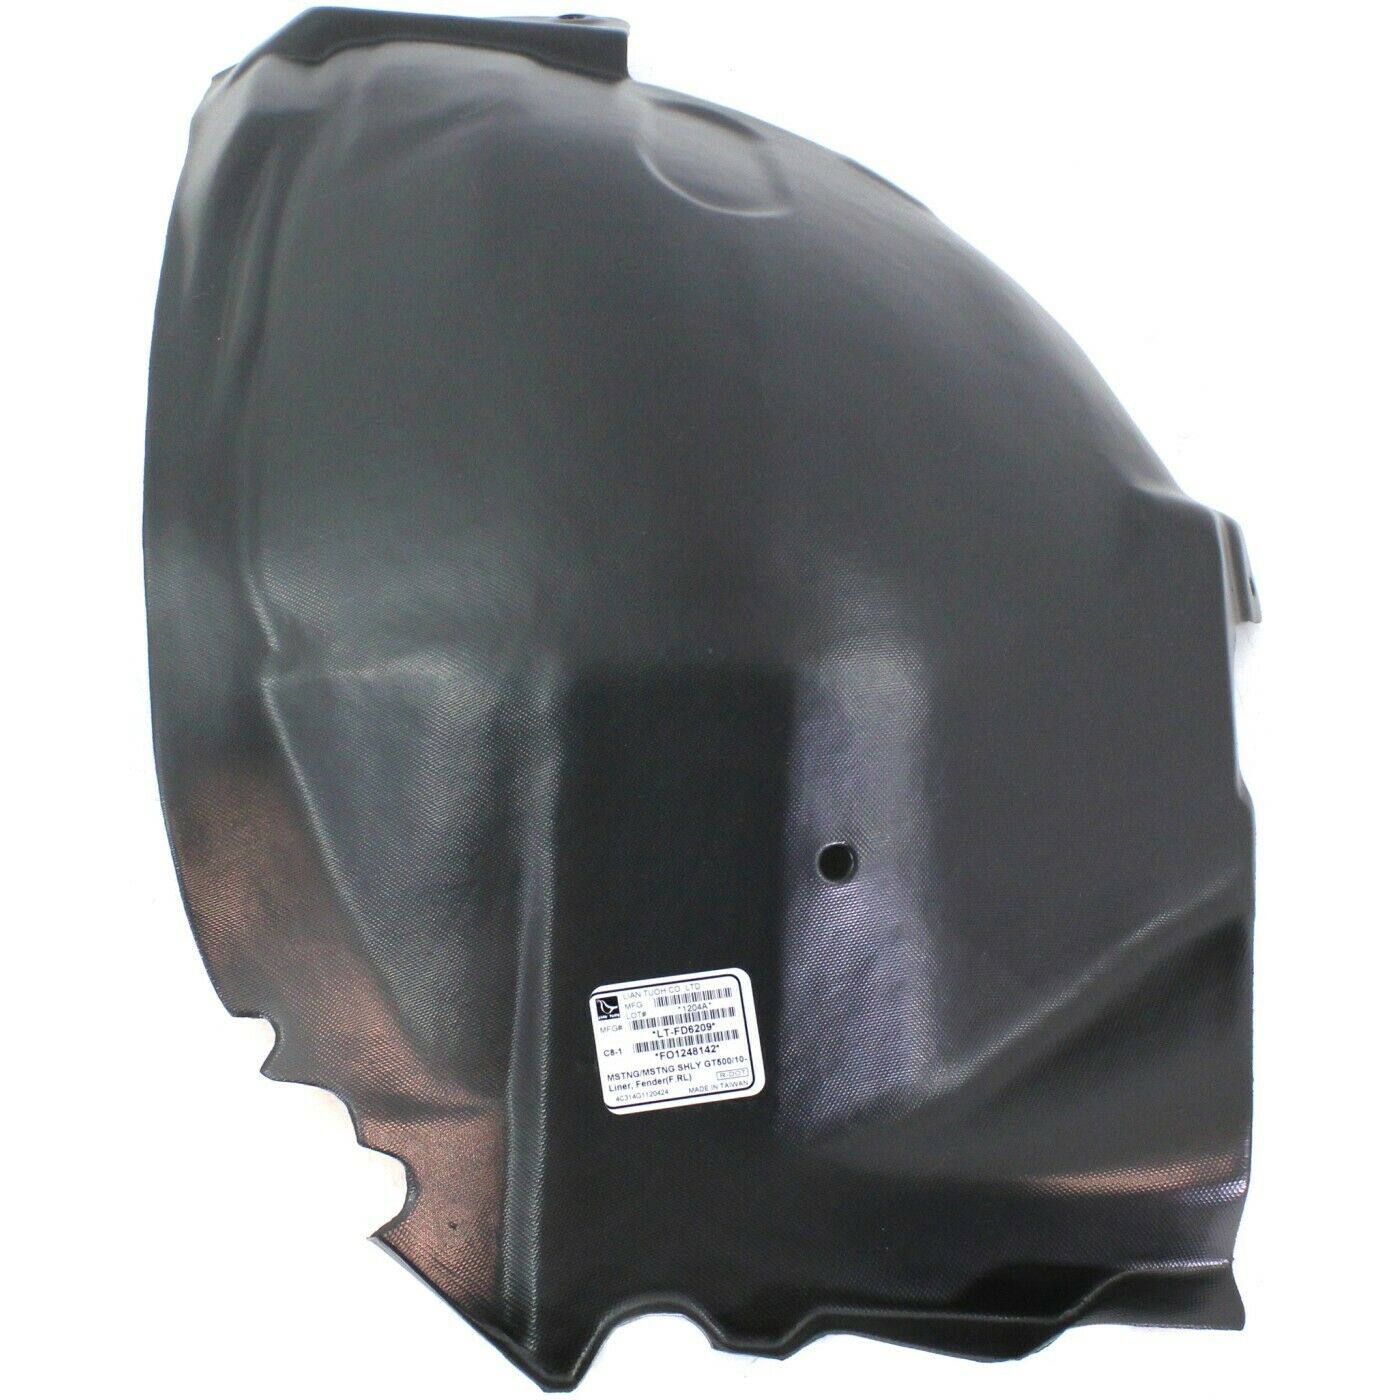 LIAN TUOH CO. LTD
MFG
LOT# *1204A*
MFG# *LT-FD6209*
C8-1 *FO1248142*
MSTNG/MSTNG SHLY GT500/10-
Liner, Fender(F.RL) R-DOT
4C314G1120424 MADE IN TAIWAN